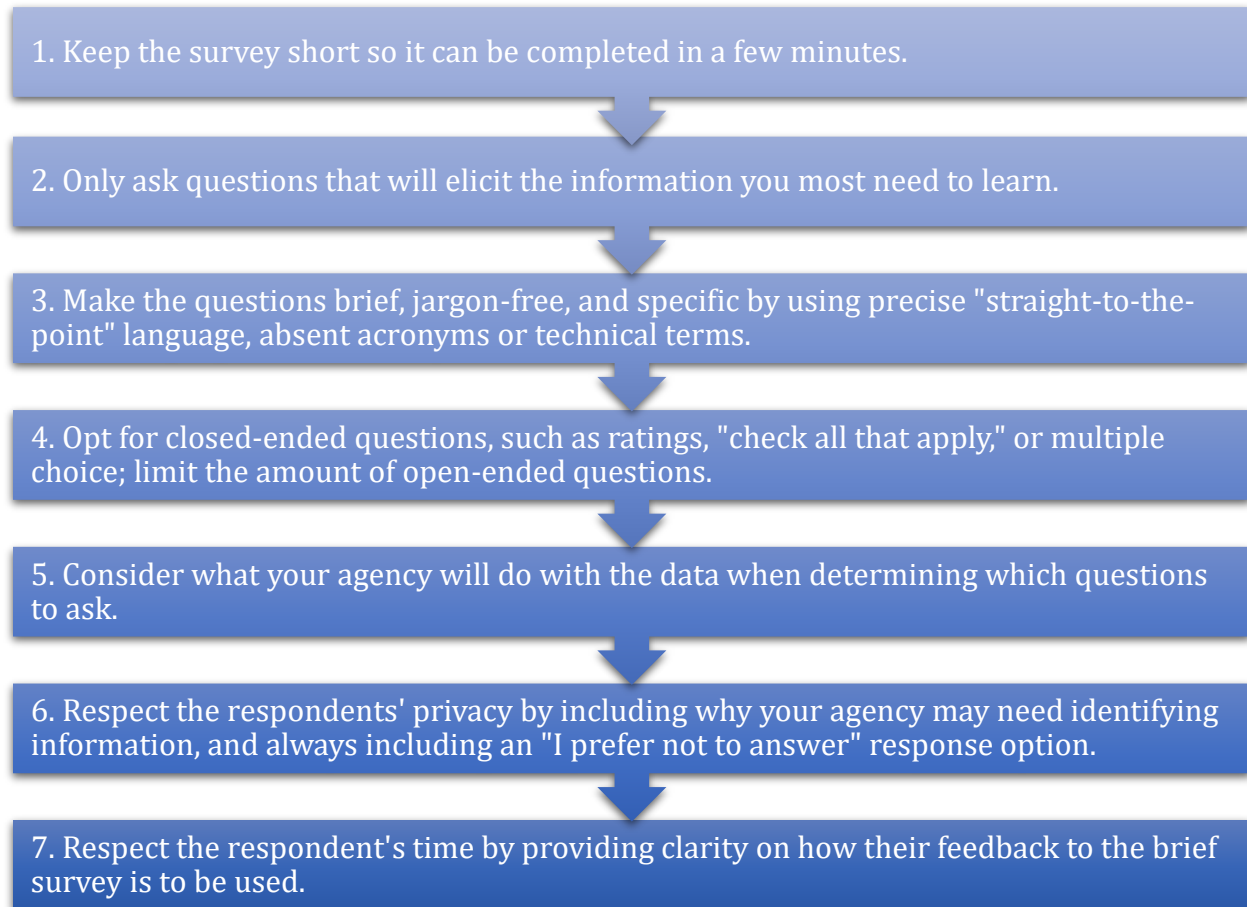 1. Keep the survey short so it can be completed in a few minutes.
2. Only ask questions that will elicit the information you most need to learn.
3. Make the questions brief, jargon-free, and specific by using precise "straight-to-the-
point" language, absent acronyms or technical terms.
4. Opt for closed-ended questions, such as ratings, "check all that apply," or multiple
choice; limit the amount of open-ended questions.
5. Consider what your agency will do with the data when determining which questions
to ask.
6. Respect the respondents' privacy by including why your agency may need identifying
information, and always including an "I prefer not to answer" response option.
7. Respect the respondent's time by providing clarity on how their feedback to the brief
survey is to be used.